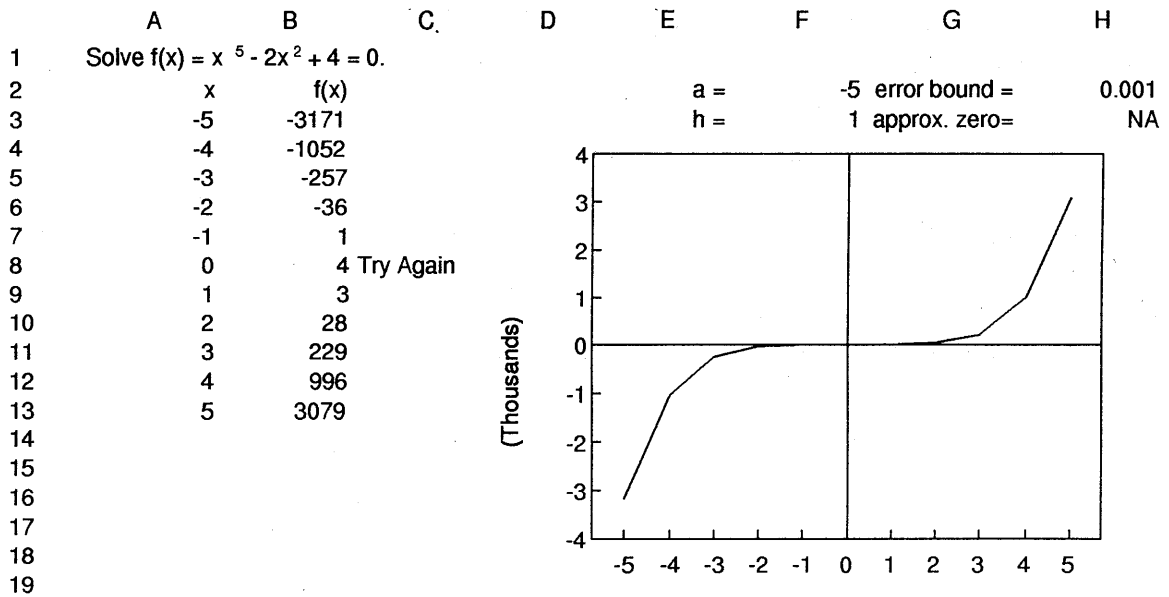 A B C D E F G H
1 Solve f(x) = x 5 - 2x2 + 4 = 0.
2 x f(x) a = -5 error bound = 0.001
3 -5 -3171 h = 1 approx. zero= NA
4 -4 -1052
5 -3 -257
6 -2 -36
7 -1 1
8 0 4 Try Again
9 1 3
10 2 28
11 3 229
12 4 996
13 5 3079
14
15
16
17
18
19
4
3
2
1
0
-1
-2
-3
-4
(Thousands)
-5 -4 -3 -2 -1 0 1 2 3 4 5